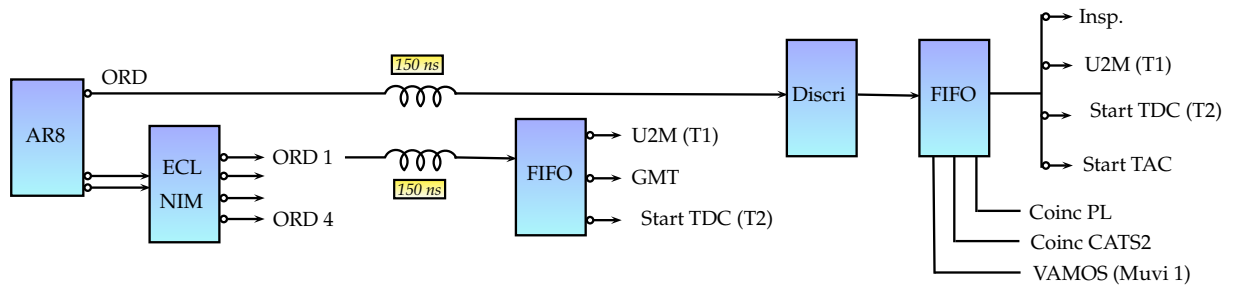 Insp.
ORD
150 ns
U2M (T1)
AR8
Discri
FIFO
Start TDC (T2)
U2M (T1)
ECL
NIM
ORD 1
150 ns
FIFO
GMT
Start TAC
ORD 4
Start TDC (T2)
Coinc PL
Coinc CATS2
VAMOS (Muvi 1)